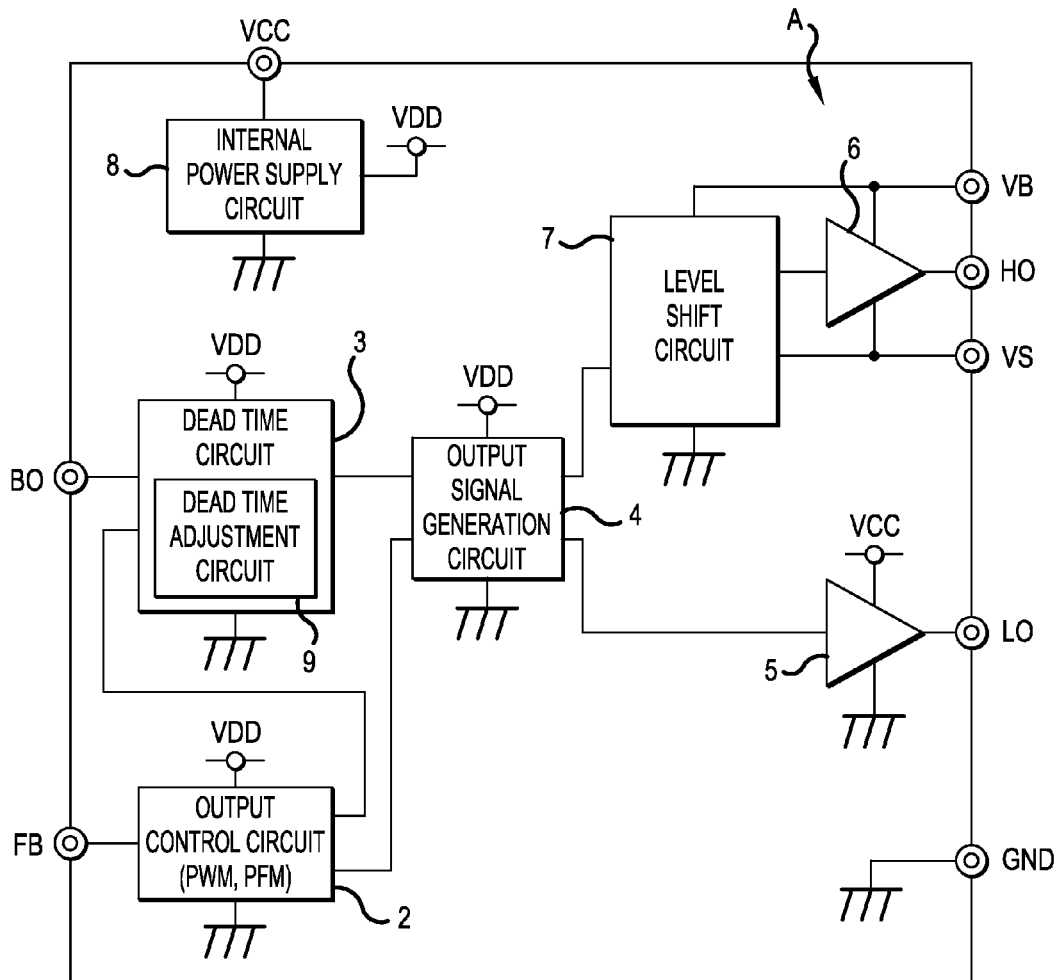 VCC
A
INTERNAL
POWER SUPPLY
CIRCUIT
8
VDD
6
VB
7
LEVEL
SHIFT
CIRCUIT
HO
VS
VDD
3
DEAD TIME
CIRCUIT
BO
DEAD TIME
ADJUSTMENT
CIRCUIT
9
VDD
OUTPUT
SIGNAL
GENERATION
CIRCUIT
4
VCC
5
LO
VDD
FB
OUTPUT
CONTROL CIRCUIT
(PWM, PFM)
2
GND